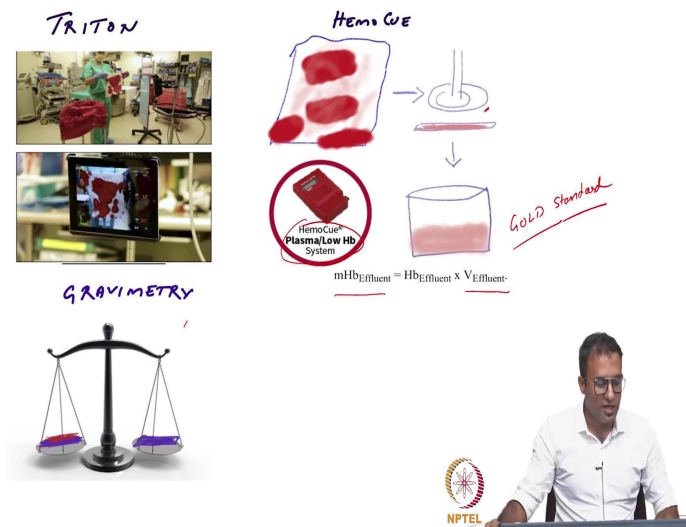 TRITON
HEMOCUE
GOLD Standard
HemoCue®
Plasma/Low Hb
System
mHbEffluent = HbEffluent x VEffluent.
GRAVIMETRY
NPTEL